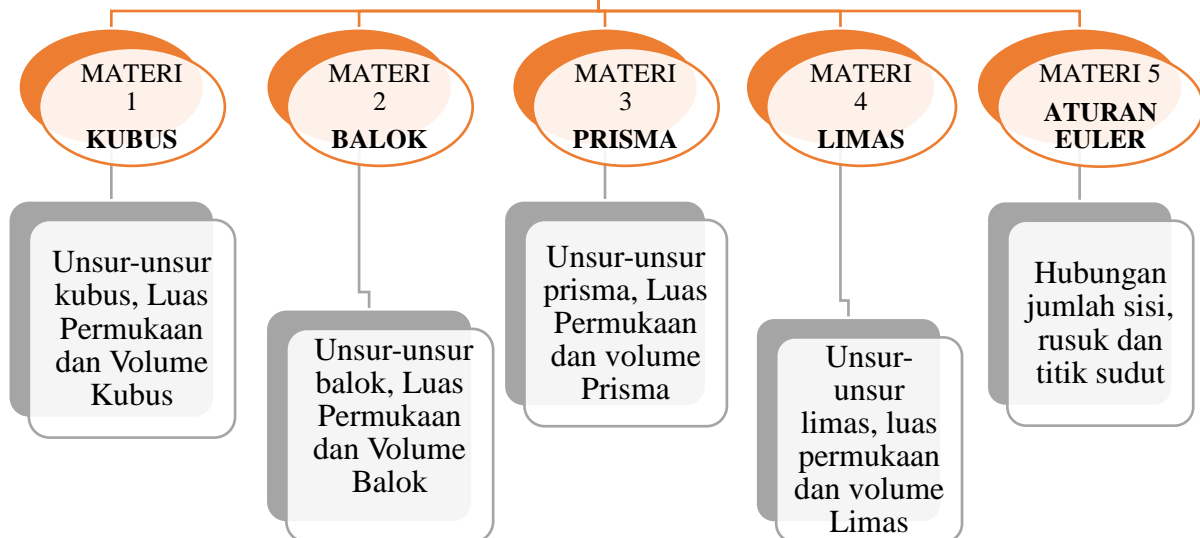 MATERI
1
KUBUS
MATERI
2
BALOK
MATERI
3
PRISMA
MATERI
4
LIMAS
MATERI 5
ATURAN
EULER
Unsur-unsur
kubus, Luas
Permukaan
dan Volume
Kubus
Unsur-unsur
balok, Luas
Permukaan
dan Volume
Balok
Unsur-unsur
prisma, Luas
Permukaan
dan volume
Prisma
Unsur-
unsur
limas, luas
permukaan
dan volume
Limas
Hubungan
jumlah sisi,
rusuk dan
titik sudut